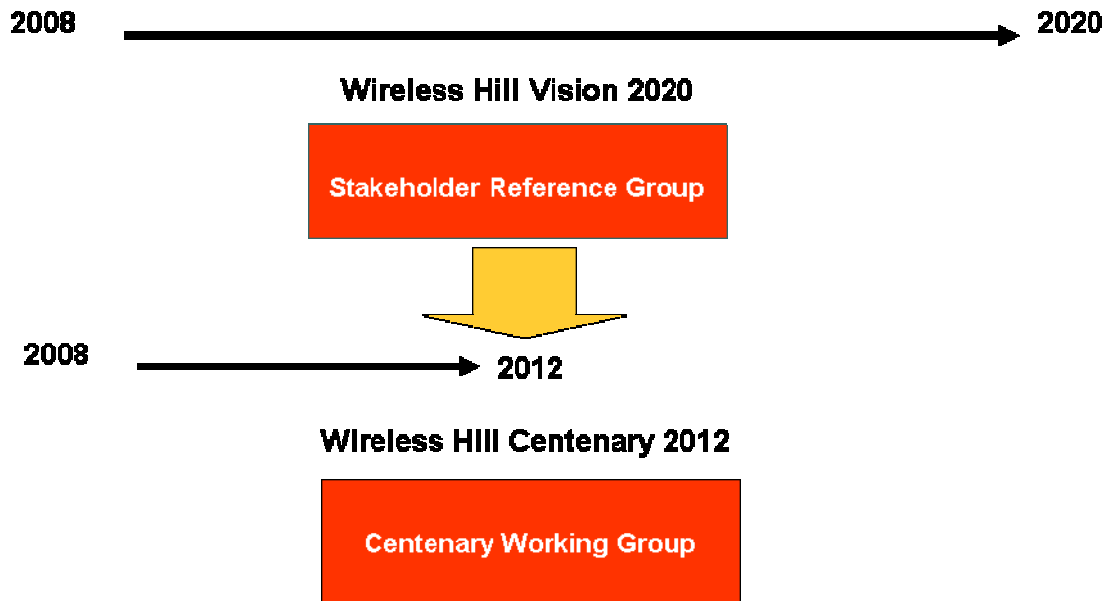 2008
2020
Wireless Hill Vision 2020
Stakeholder Reference Group
2008
2012
Wireless Hill Centenary 2012
Centenary Working Group